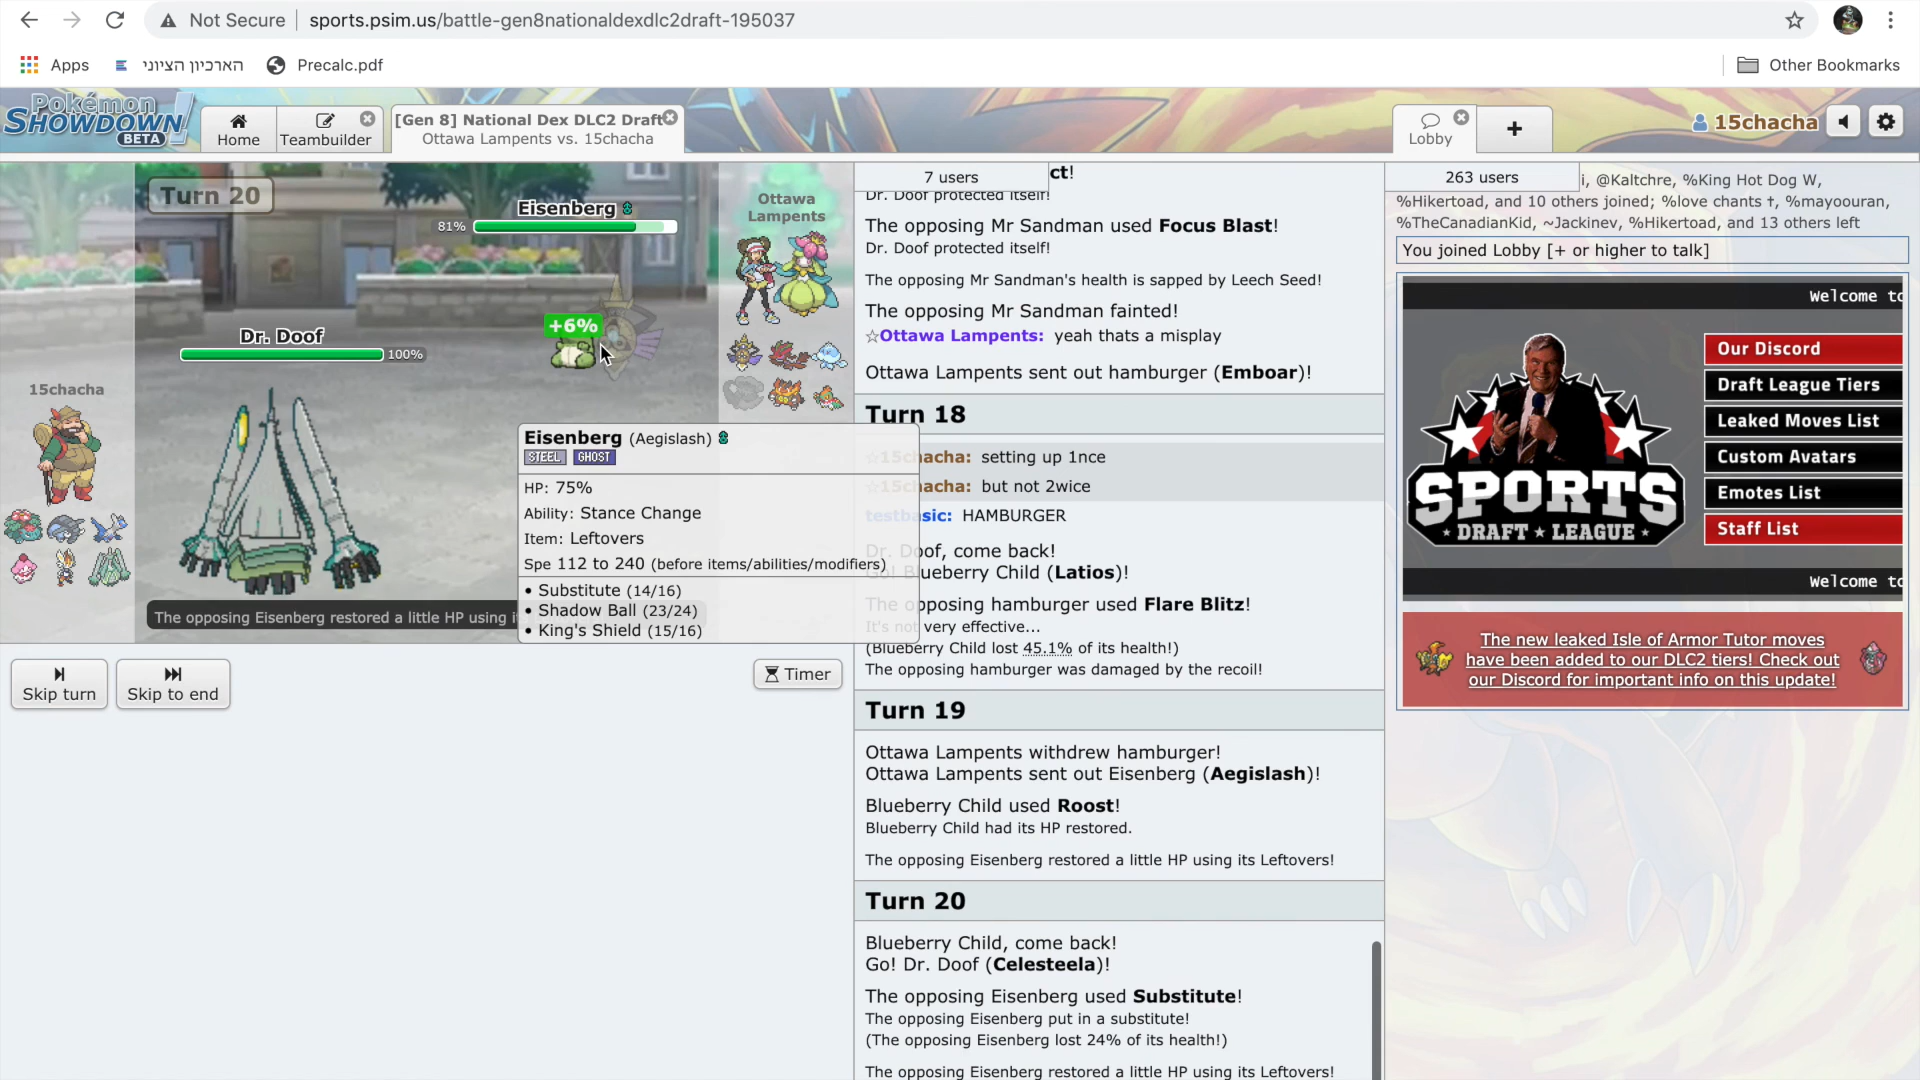 Not Secure
sports.psim.us/battle-gen8nationaldexdlc2draft-195037
Apps
הארכיון הציוני
Precalc.pdf
Other Bookmarks
Pokémon
SHOWDOWN
BETA
Home
Teambuilder
[Gen 8] National Dex DLC2 Draft
Ottawa Lampents vs. 15chacha
Lobby
15chacha
Turn 20
Eisenberg
81%
Dr. Doof
100%
+6%
15chacha
Ottawa
Lampents
Eisenberg (Aegislash)
STEEL GHOST
HP: 75%
Ability: Stance Change
Item: Leftovers
Spe 112 to 240 (before items/abilities/modifiers)
• Substitute (14/16)
• Shadow Ball (23/24)
• King's Shield (15/16)
The opposing Eisenberg restored a little HP using i
Skip turn
Skip to end
Timer
7 users
ct!
Dr. Doof protected itself!
The opposing Mr Sandman used Focus Blast!
Dr. Doof protected itself!
The opposing Mr Sandman's health is sapped by Leech Seed!
The opposing Mr Sandman fainted!
☆Ottawa Lampents: yeah thats a misplay
Ottawa Lampents sent out hamburger (Emboar)!
Turn 18
☆15chacha: setting up 1nce
☆15chacha: but not 2wice
testbasic: HAMBURGER
Dr. Doof, come back!
Go! Blueberry Child (Latios)!
The opposing hamburger used Flare Blitz!
It's not very effective...
(Blueberry Child lost 45.1% of its health!)
The opposing hamburger was damaged by the recoil!
Turn 19
Ottawa Lampents withdrew hamburger!
Ottawa Lampents sent out Eisenberg (Aegislash)!
Blueberry Child used Roost!
Blueberry Child had its HP restored.
The opposing Eisenberg restored a little HP using its Leftovers!
Turn 20
Blueberry Child, come back!
Go! Dr. Doof (Celesteela)!
The opposing Eisenberg used Substitute!
The opposing Eisenberg put in a substitute!
(The opposing Eisenberg lost 24% of its health!)
The opposing Eisenberg restored a little HP using its Leftovers!
263 users
i, @Kaltchre, %King Hot Dog W,
%Hikertoad, and 10 others joined; %love chants †, %mayoouran,
%TheCanadianKid, ~Jackinev, %Hikertoad, and 13 others left
You joined Lobby [+ or higher to talk]
Welcome to
SPORTS
DRAFT ★ LEAGUE
Our Discord
Draft League Tiers
Leaked Moves List
Custom Avatars
Emotes List
Staff List
Welcome to
The new leaked Isle of Armor Tutor moves
have been added to our DLC2 tiers! Check out
our Discord for important info on this update!